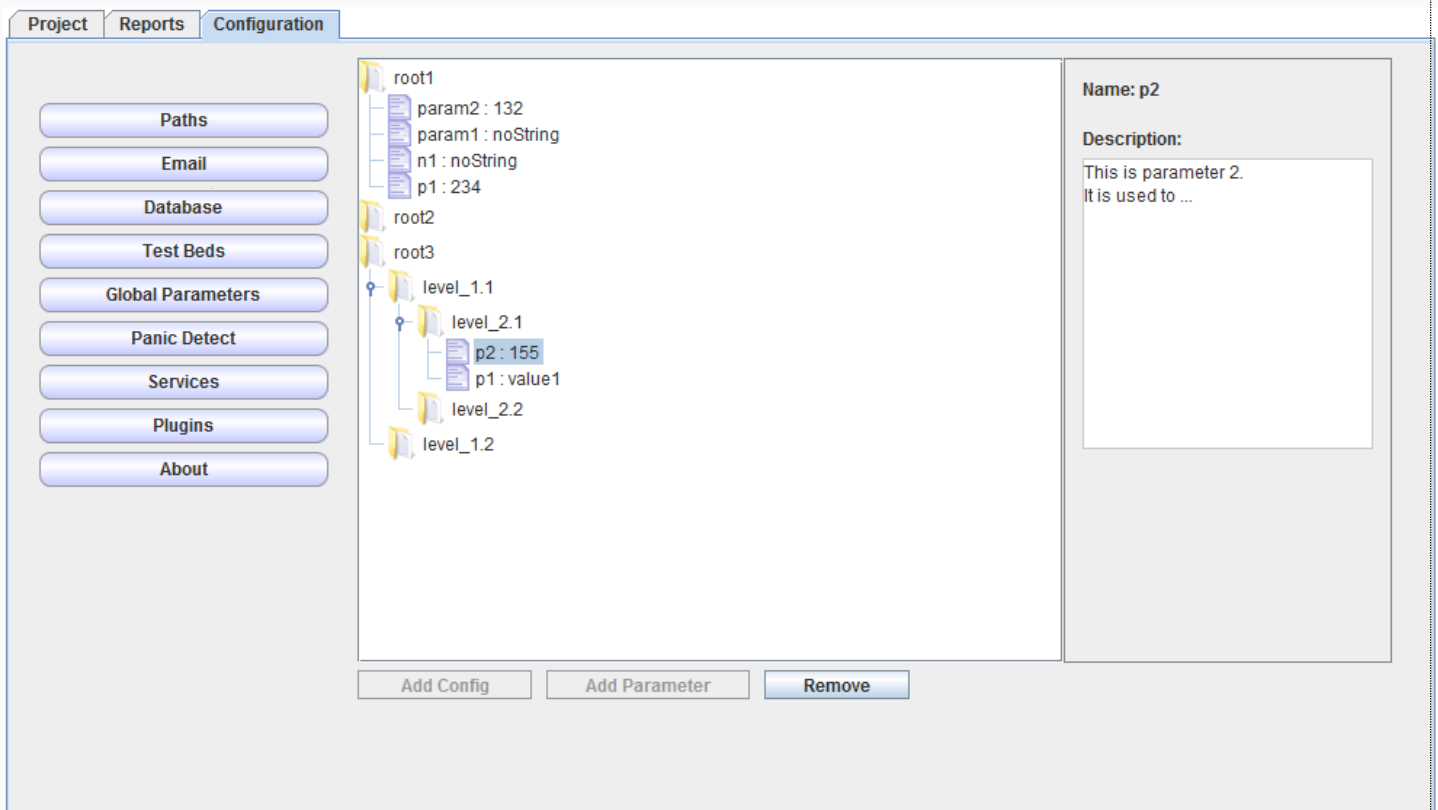 Project Reports Configuration
Paths
Email
Database
Test Beds
Global Parameters
Panic Detect
Services
Plugins
About
root1
param2 : 132
param1 : noString
n1 : noString
p1 : 234
root2
root3
level_1.1
level_2.1
p2 : 155
p1 : value1
level_2.2
level_1.2
Add Config Add Parameter Remove
Name: p2
Description:
This is parameter 2.
It is used to ...